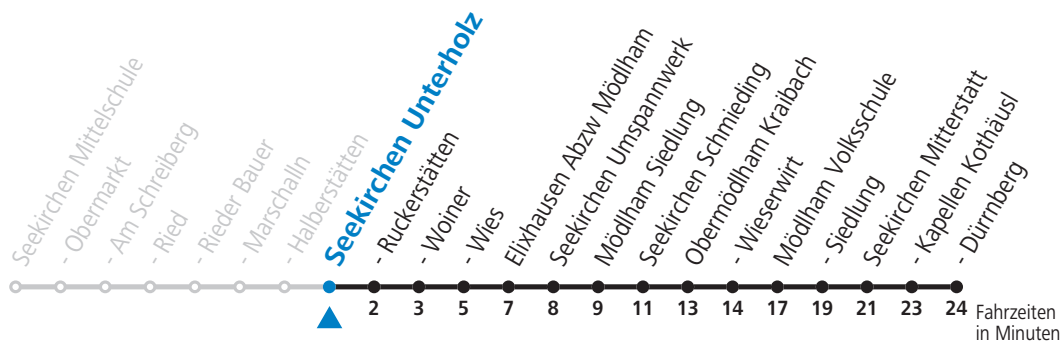 Seekirchen Mittelschule
- Obermarkt
- Am Schreiberg
- Ried
- Rieder Bauer
- Marschalln
- Halberstätten
Seekirchen Unterholz
- Ruckerstätten
- Woiner
- Wies
Elixhausen Abzw Mödlham
Seekirchen Umspannwerk
Mödlham Siedlung
Seekirchen Schmieding
Obermödlham Kraibach
- Wieserwirt
Mödlham Volksschule
- Siedlung
Seekirchen Mitterstatt
- Kapellen Kothäusl
- Dürrnberg
2 3 5 7 8 9 11 13 14 17 19 21 23 24 Fahrzeiten
in Minuten